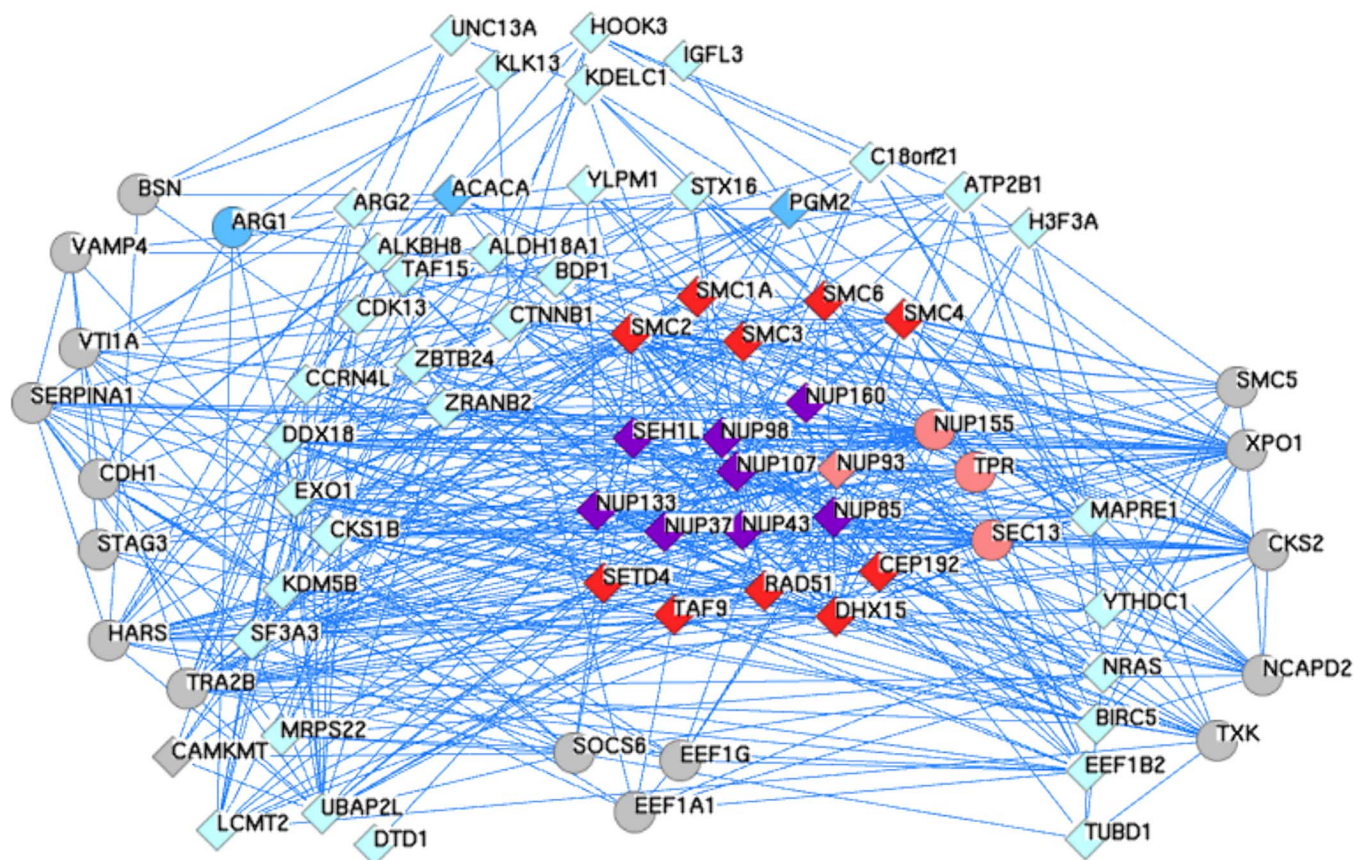 UNC13A
HOOK3
IGFL3
KLK13
KDELC1
C18orf21
BSN
ACACA
YLPM1
STX16
ATP2B1
ARG2
PGM2
ARG1
H3F3A
VAMP4
ALKBH8
ALDH18A1
TAF15
BDP1
SMC1A
SMC6
CDK13
CTNNB1
SMC2
SMC3
SMC4
VTI1A
ZBTB24
SERPINA1
CCRN4L
SMC5
ZRANB2
NUP160
DDX18
SEH1L
NUP98
NUP155
XPO1
CDH1
NUP107
NUP93
TPR
EXO1
NUP133
NUP85
MAPRE1
STAG3
CKS1B
NUP37
NUP43
SEC13
CKS2
KDM5B
SETD4
RAD51
CEP192
HARS
SF3A3
TAF9
DHX15
YTHDC1
TRA2B
NRAS
NCAPD2
MRPS22
BIRC5
CAMKMT
SOCS6
EEF1G
TXK
EEF1B2
LCMT2
UBAP2L
EEF1A1
DTD1
TUBD1